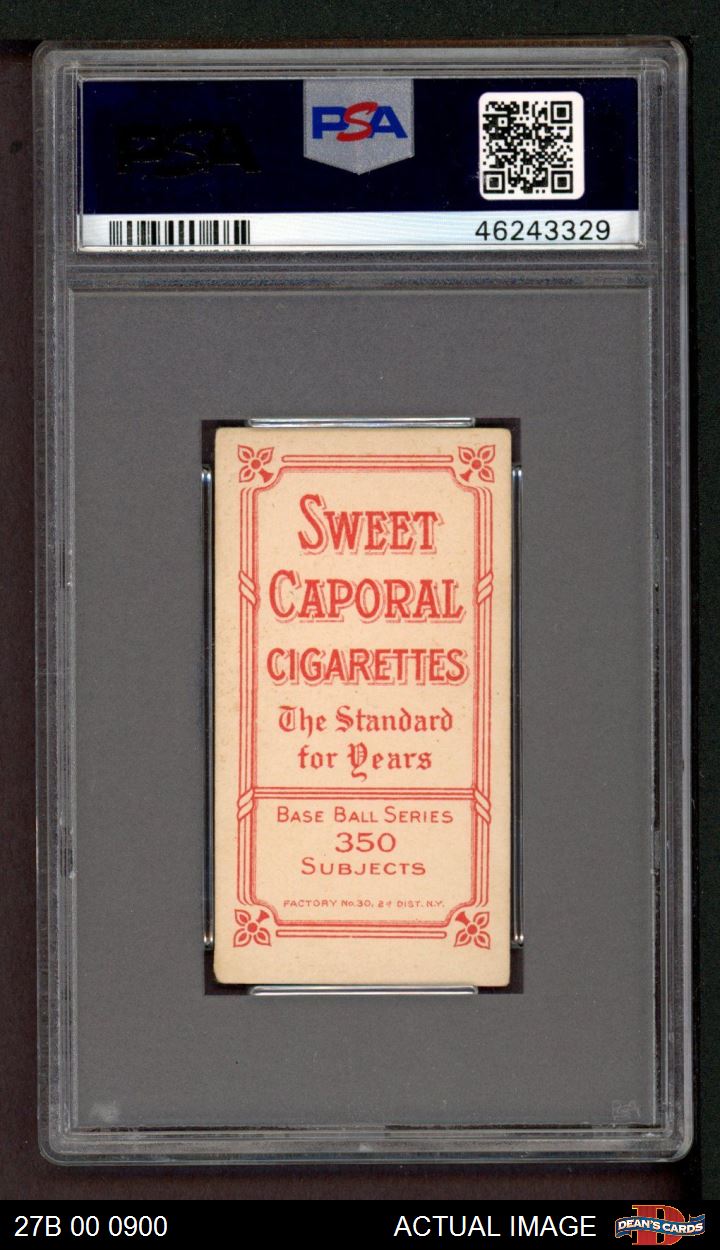 PSA
PSA
46243329
SWEET
CAPORAL
CIGARETTES
The Standard
for Years
BASE BALL SERIES
350
SUBJECTS
FACTORY No. 30, 2d DIST. N.Y.
27B 00 0900
ACTUAL IMAGE
D
DEAN'S CARDS